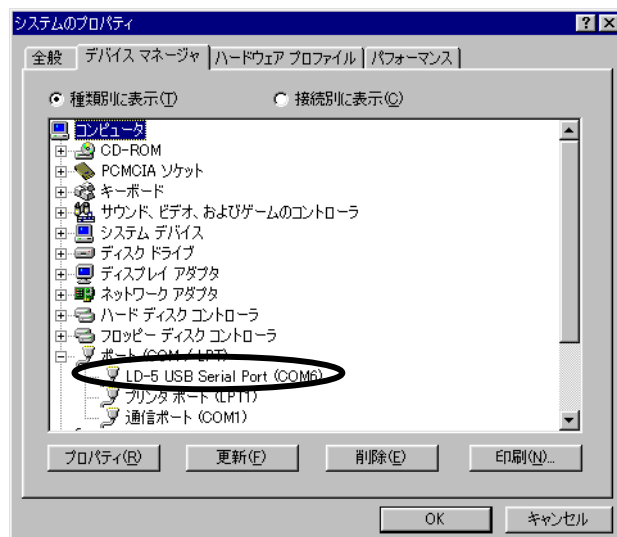 システムのプロパティ
全般 デバイス マネージャ ハードウェア プロファイル パフォーマンス
種類別に表示(T) 接続別に表示(C)
コンピュータ
CD-ROM
PCMCIA ソケット
キーボード
サウンド、ビデオ、およびゲームのコントローラ
システム デバイス
ディスク ドライブ
ディスプレイ アダプタ
ネットワーク アダプタ
ハード ディスク コントローラ
フロッピー ディスク コントローラ
ポート (COM / LPT)
LD-5 USB Serial Port (COM6)
プリンタ ポート (LPT1)
通信ポート (COM1)
プロパティ(R) 更新(F) 削除(E) 印刷(N)...
OK キャンセル